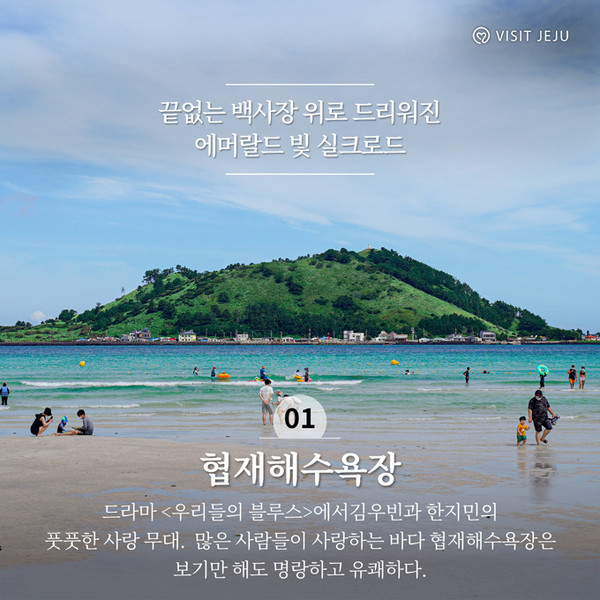 VISIT JEJU
끝없는 백사장 위로 드리워진
에머랄드 빛 실크로드
01
협재해수욕장
드라마 <우리들의 블루스>에서김우빈과 한지민의
풋풋한 사랑 무대. 많은 사람들이 사랑하는 바다 협재해수욕장은
보기만 해도 명랑하고 유쾌하다.